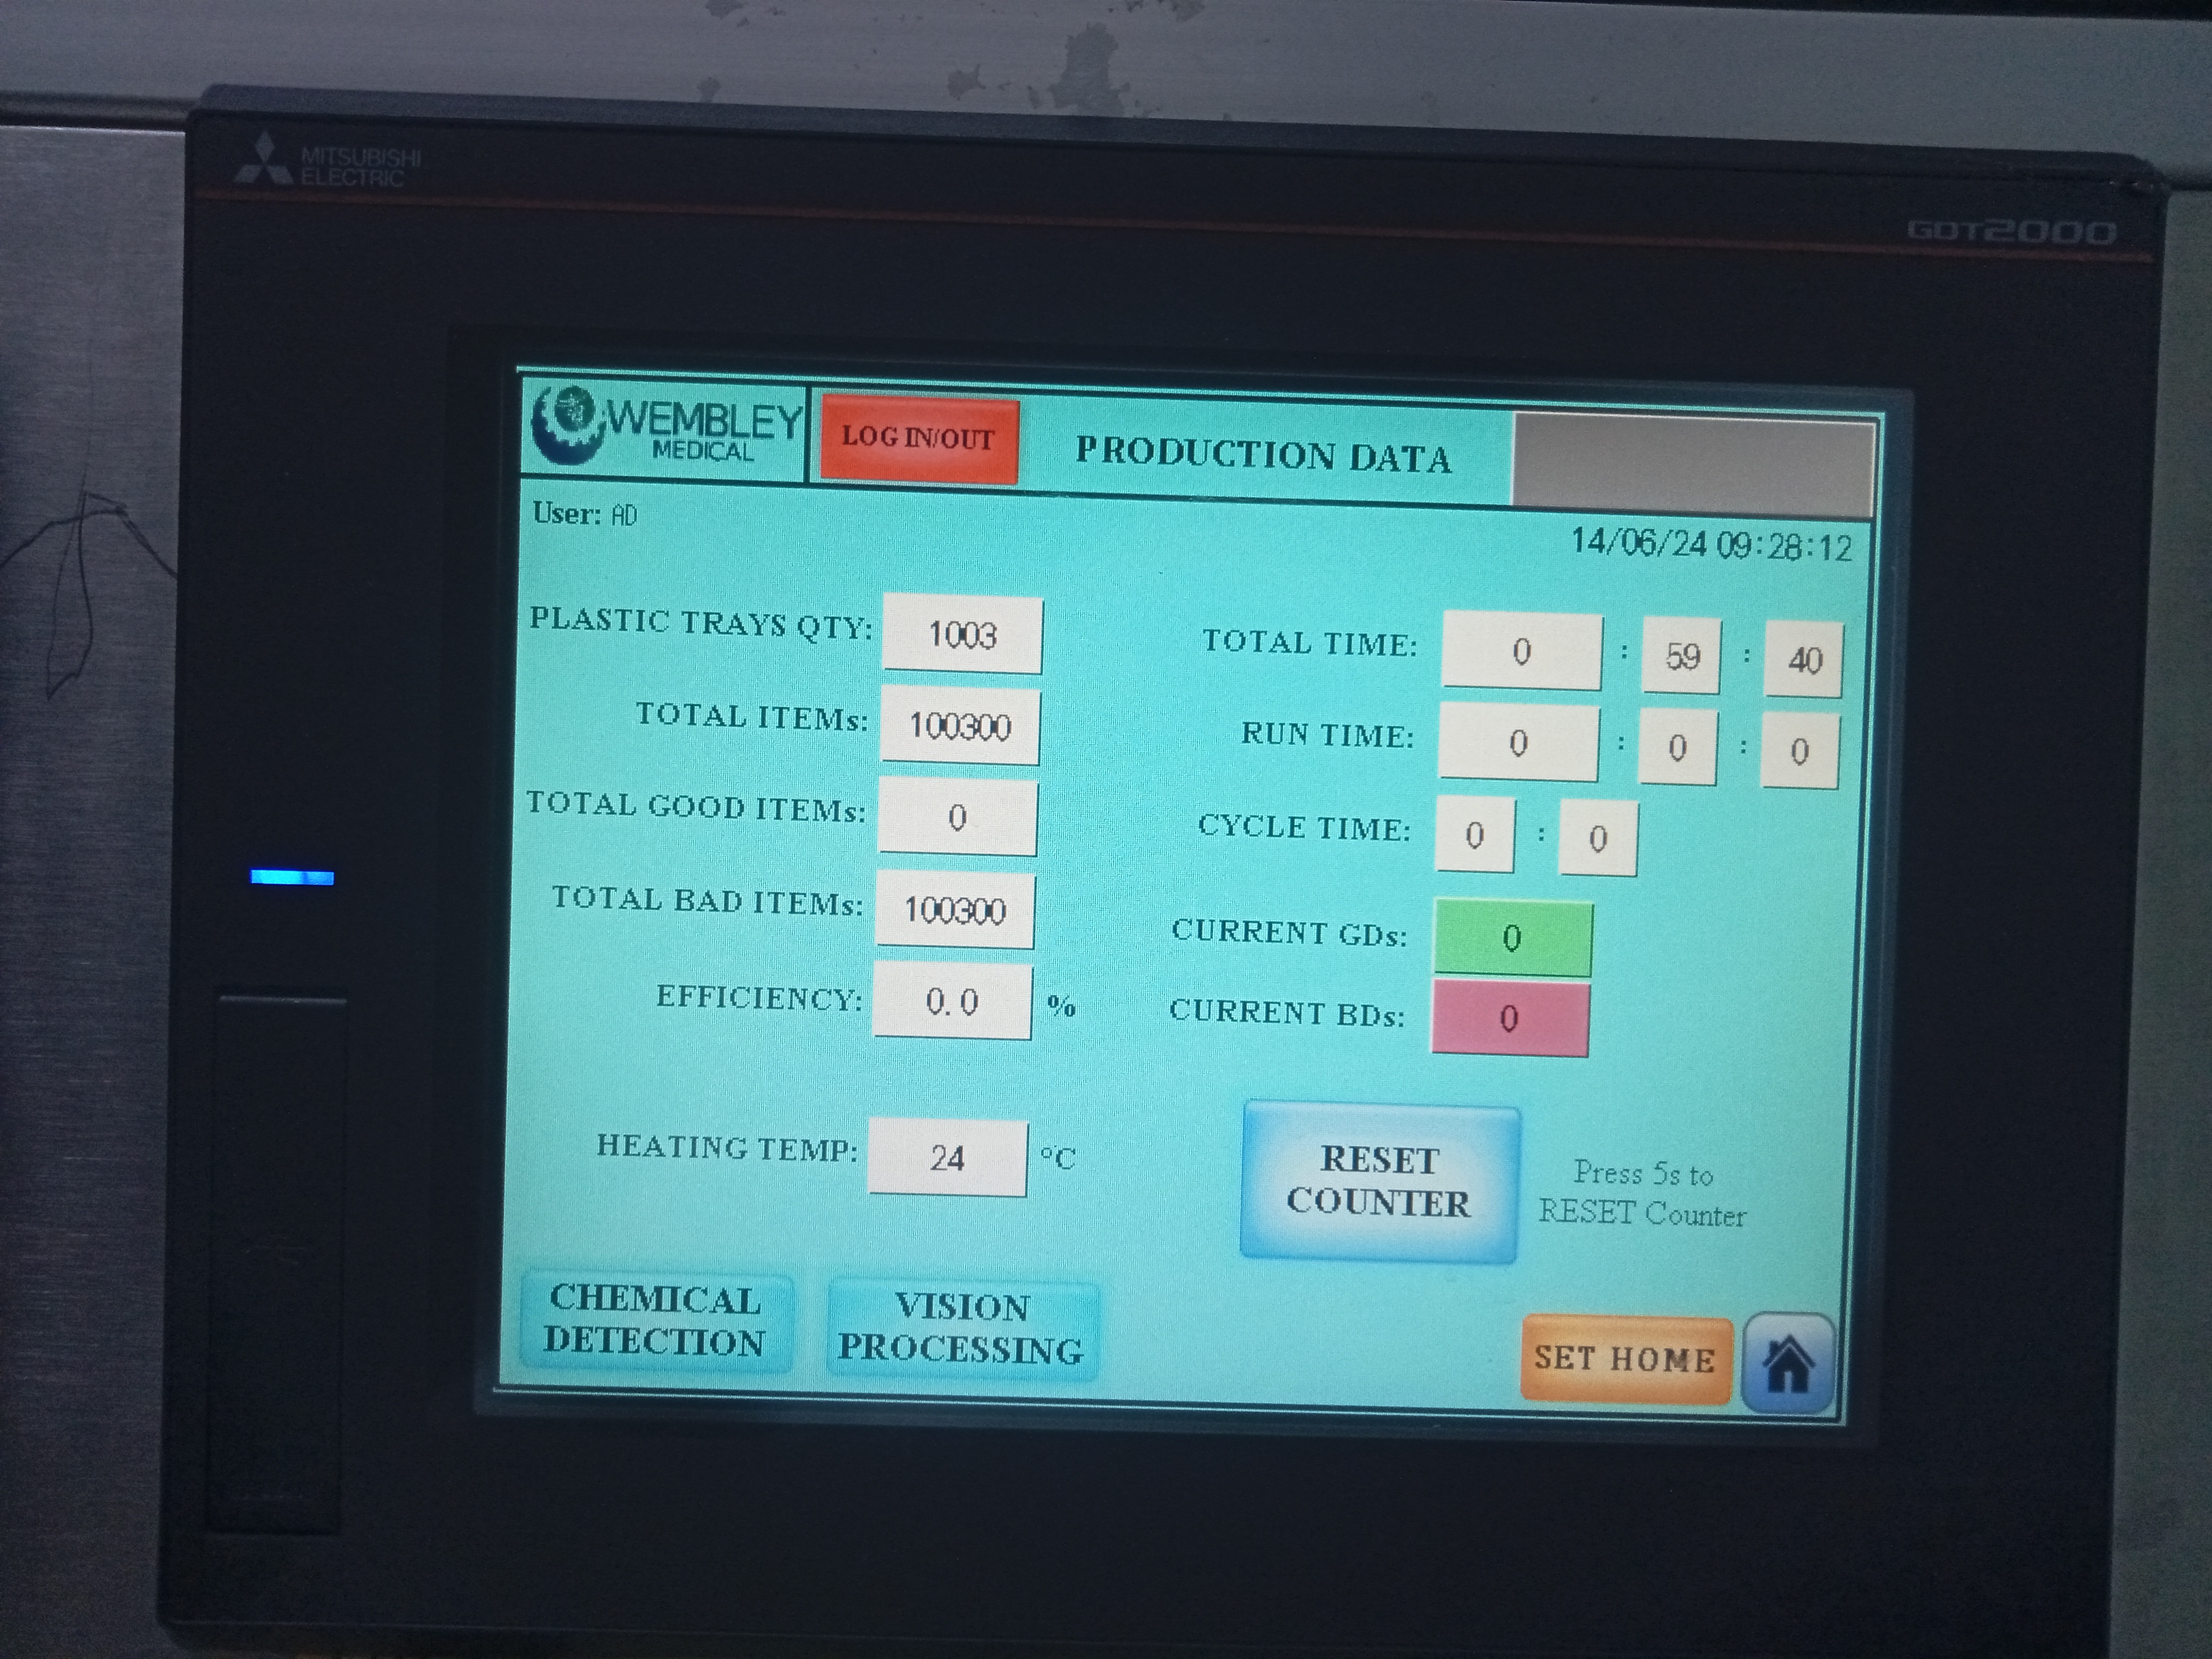 MITSUBISHI
ELECTRIC
GOT2000
WEMBLEY
MEDICAL
LOG IN/OUT
PRODUCTION DATA
User: AD
14/06/24 09:28:12
PLASTIC TRAYS QTY: 1003
TOTAL TIME: 0 : 59 : 40
TOTAL ITEMs: 100300
RUN TIME: 0 : 0 : 0
TOTAL GOOD ITEMs: 0
CYCLE TIME: 0 : 0
TOTAL BAD ITEMs: 100300
CURRENT GDs: 0
EFFICIENCY: 0.0 %
CURRENT BDs: 0
HEATING TEMP: 24 °C
RESET
COUNTER
Press 5s to
RESET Counter
CHEMICAL
DETECTION
VISION
PROCESSING
SET HOME